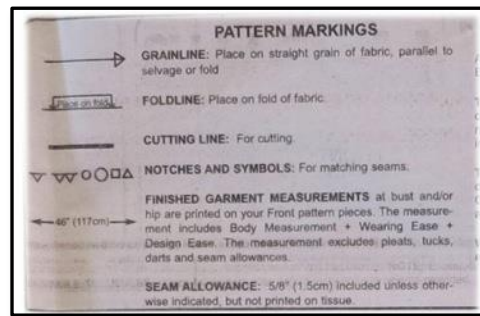 PATTERN MARKINGS
GRAINLINE: Place on straight grain of fabric, parallel to
selvage or fold
Place on fold
FOLDLINE: Place on fold of fabric.
CUTTING LINE: For cutting.
NOTCHES AND SYMBOLS: For matching seams.
FINISHED GARMENT MEASUREMENTS at bust and/or
hip are printed on your Front pattern pieces. The measure-
46" (117cm)
ment includes Body Measurement + Wearing Ease +
Design Ease. The measurement excludes pleats, tucks,
darts and seam allowances.
SEAM ALLOWANCE: 5/8" (1.5cm) included unless other-
wise indicated, but not printed on tissue.